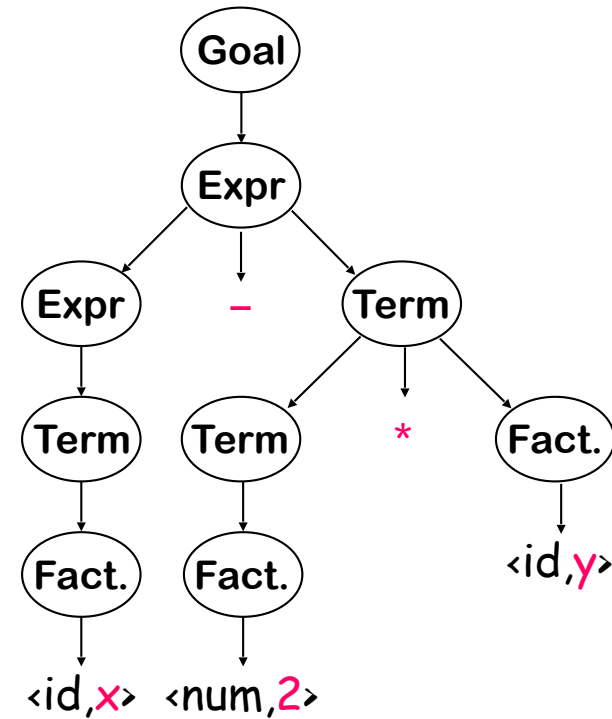 Goal
Expr
Expr – Term
Term Term * Fact.
Fact. Fact. <id,y>
<id,x> <num,2>